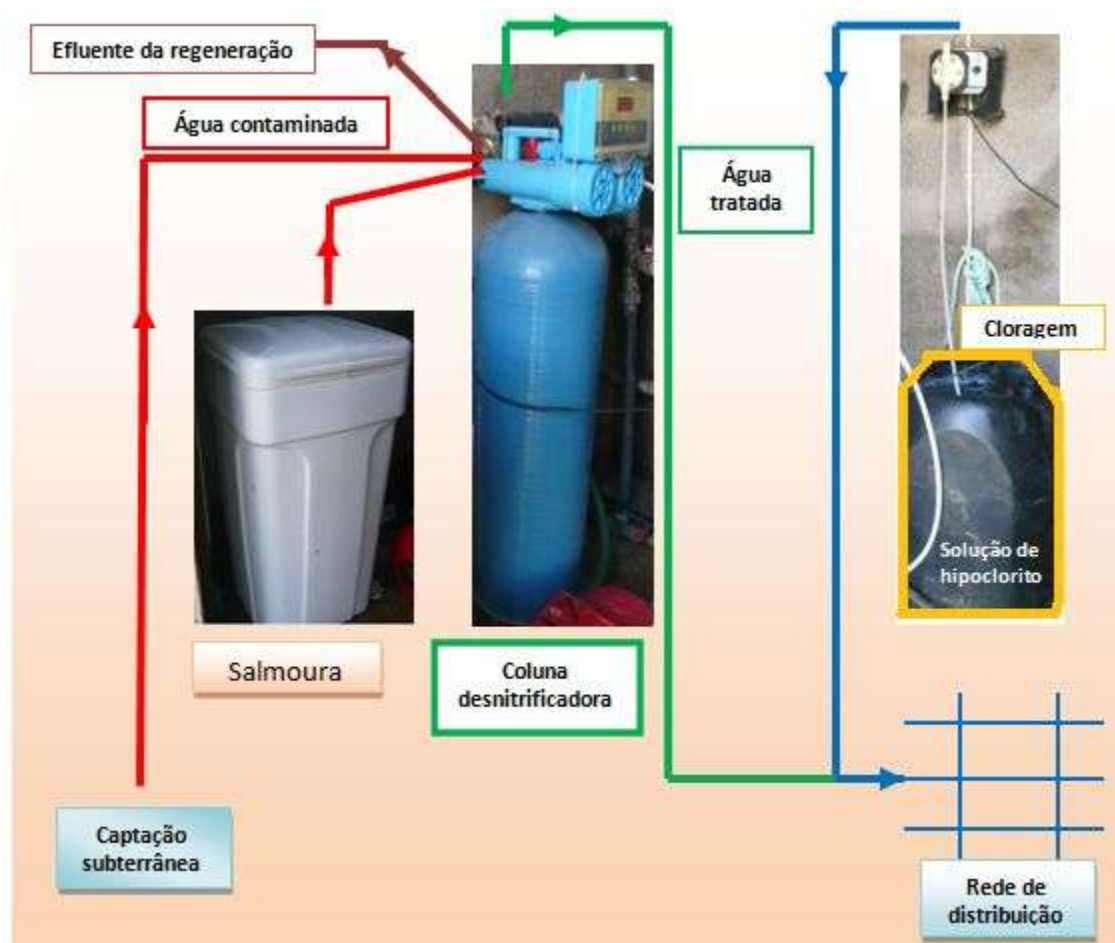 Efluente da regeneração
Água contaminada
Água
tratada
Cloragem
Solução de
hipoclorito
Salmoura
Coluna
desnitrificadora
Captação
subterrânea
Rede de
distribuição